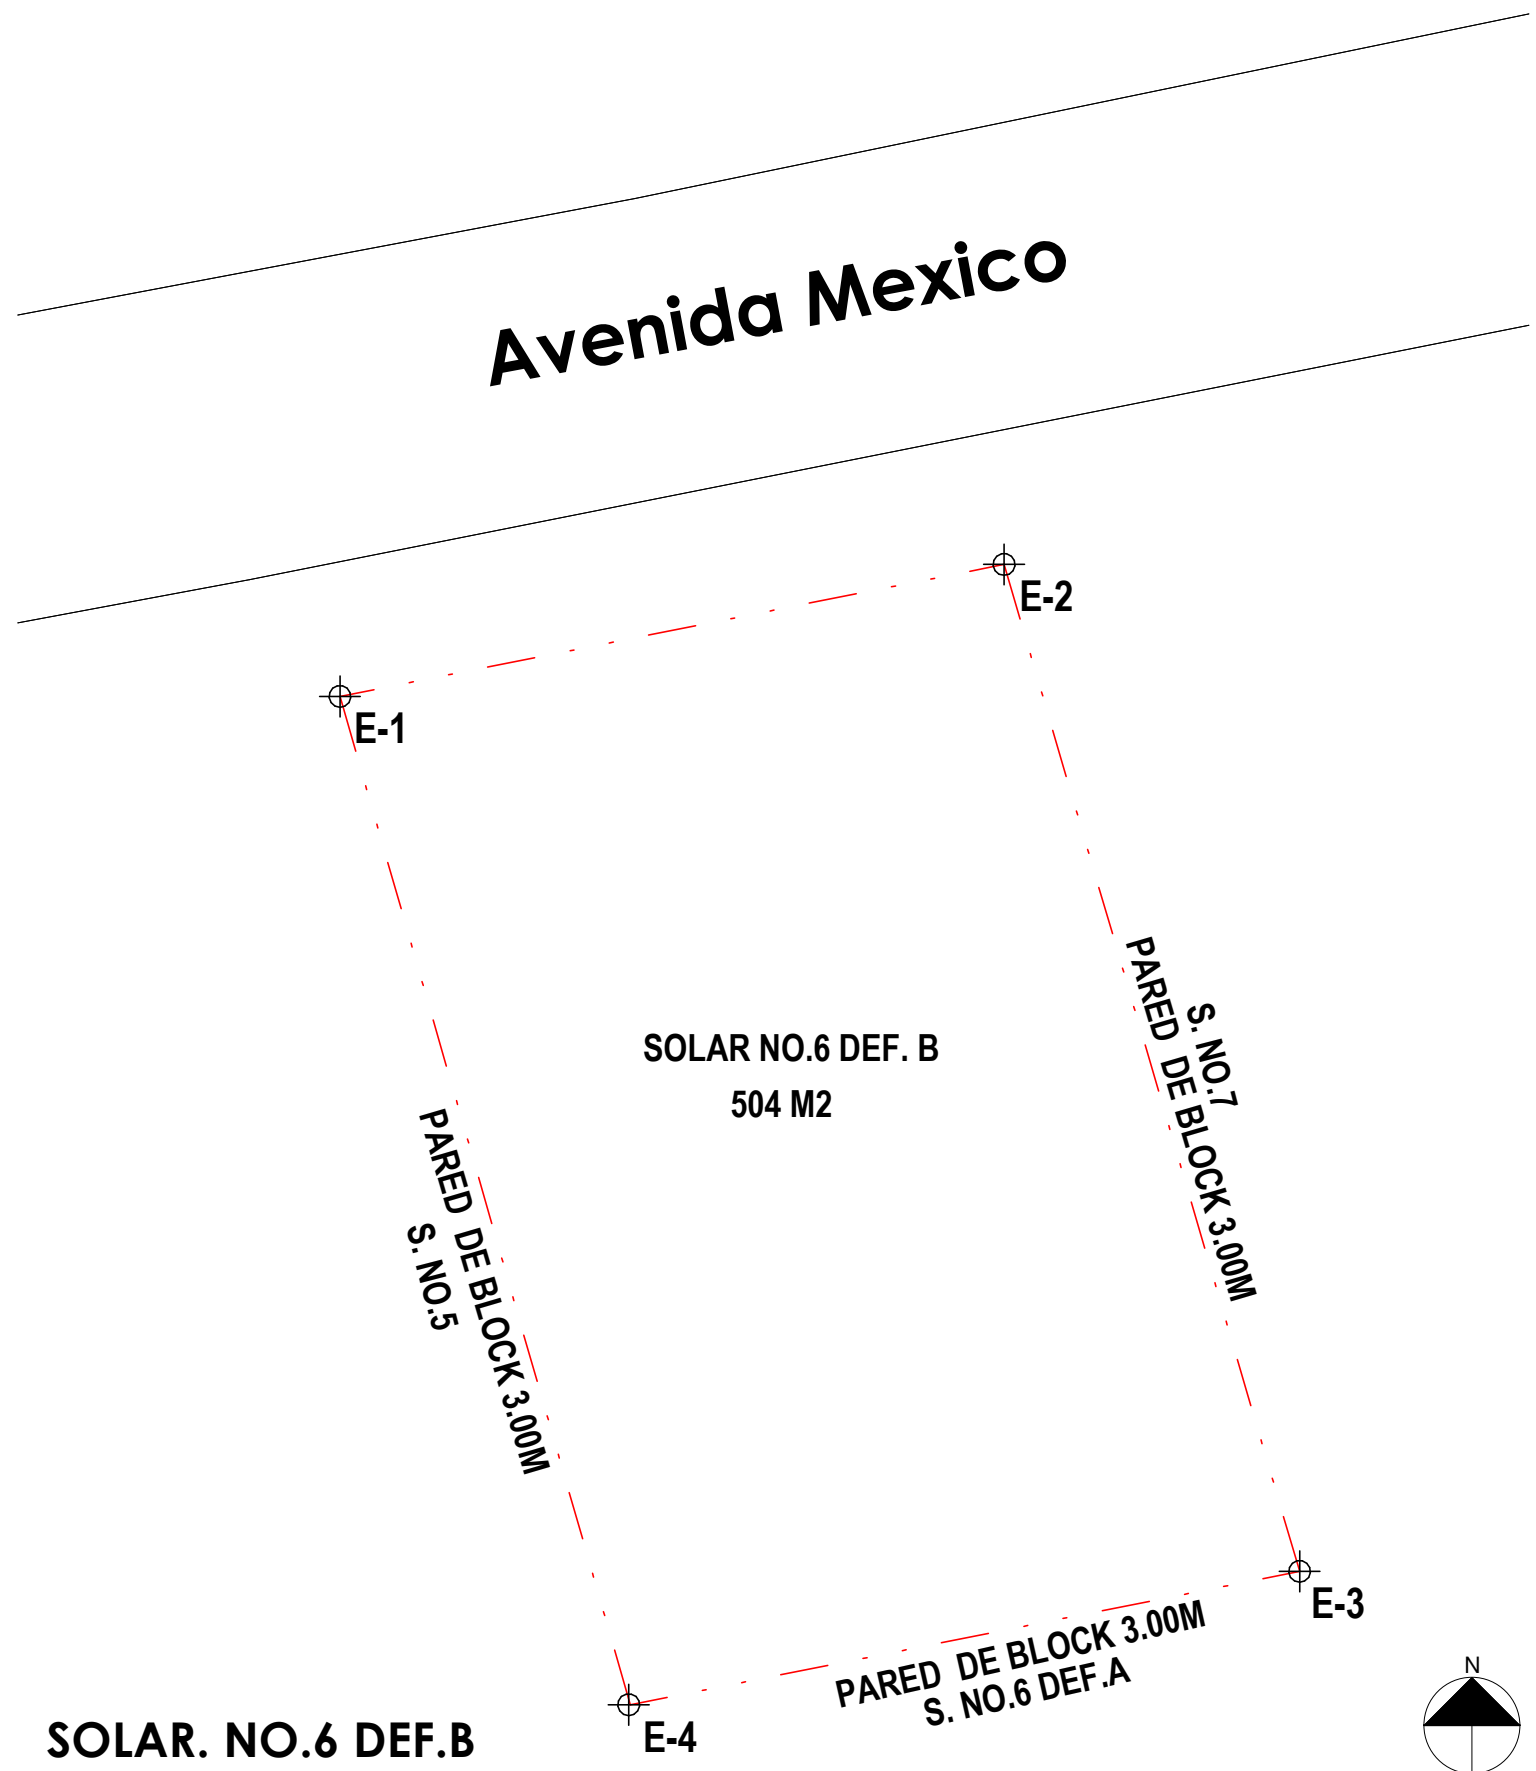 Avenida Mexico
E-2
E-1
SOLAR NO.6 DEF. B
504 M2
S. NO.7
PARED DE BLOCK 3.00M
PARED DE BLOCK 3.00M
S. NO.5
E-3
PARED DE BLOCK 3.00M
S. NO.6 DEF.A
E-4
SOLAR. NO.6 DEF.B
N